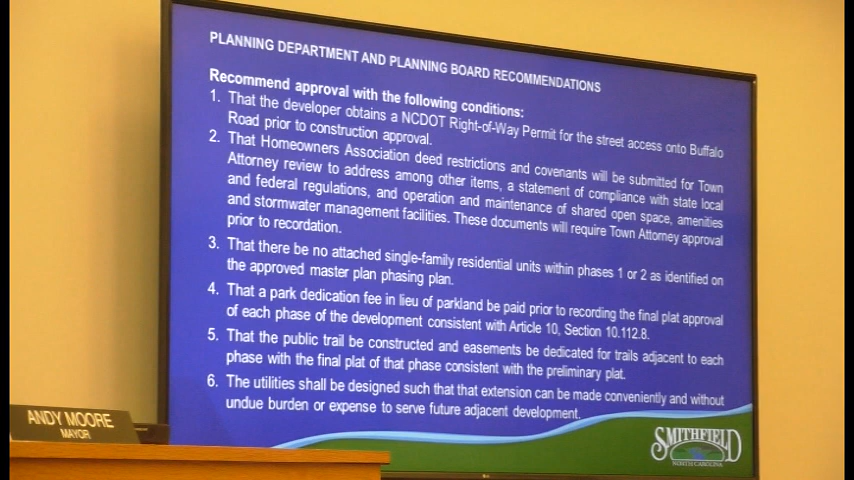 PLANNING DEPARTMENT AND PLANNING BOARD RECOMMENDATIONS
Recommend approval with the following conditions:
1. That the developer obtains a NCDOT Right-of-Way Permit for the street access onto Buffalo
Road prior to construction approval.
2. That Homeowners Association deed restrictions and covenants will be submitted for Town
Attorney review to address among other items, a statement of compliance with state local
and federal regulations, and operation and maintenance of shared open space, amenities
and stormwater management facilities. These documents will require Town Attorney approval
prior to recordation.
3. That there be no attached single-family residential units within phases 1 or 2 as identified on
the approved master plan phasing plan.
4. That a park dedication fee in lieu of parkland be paid prior to recording the final plat approval
of each phase of the development consistent with Article 10, Section 10.112.8.
5. That the public trail be constructed and easements be dedicated for trails adjacent to each
phase with the final plat of that phase consistent with the preliminary plat.
6. The utilities shall be designed such that that extension can be made conveniently and without
undue burden or expense to serve future adjacent development.
SMITHFIELD
NORTH CAROLINA
ANDY MOORE
MAYOR
LG